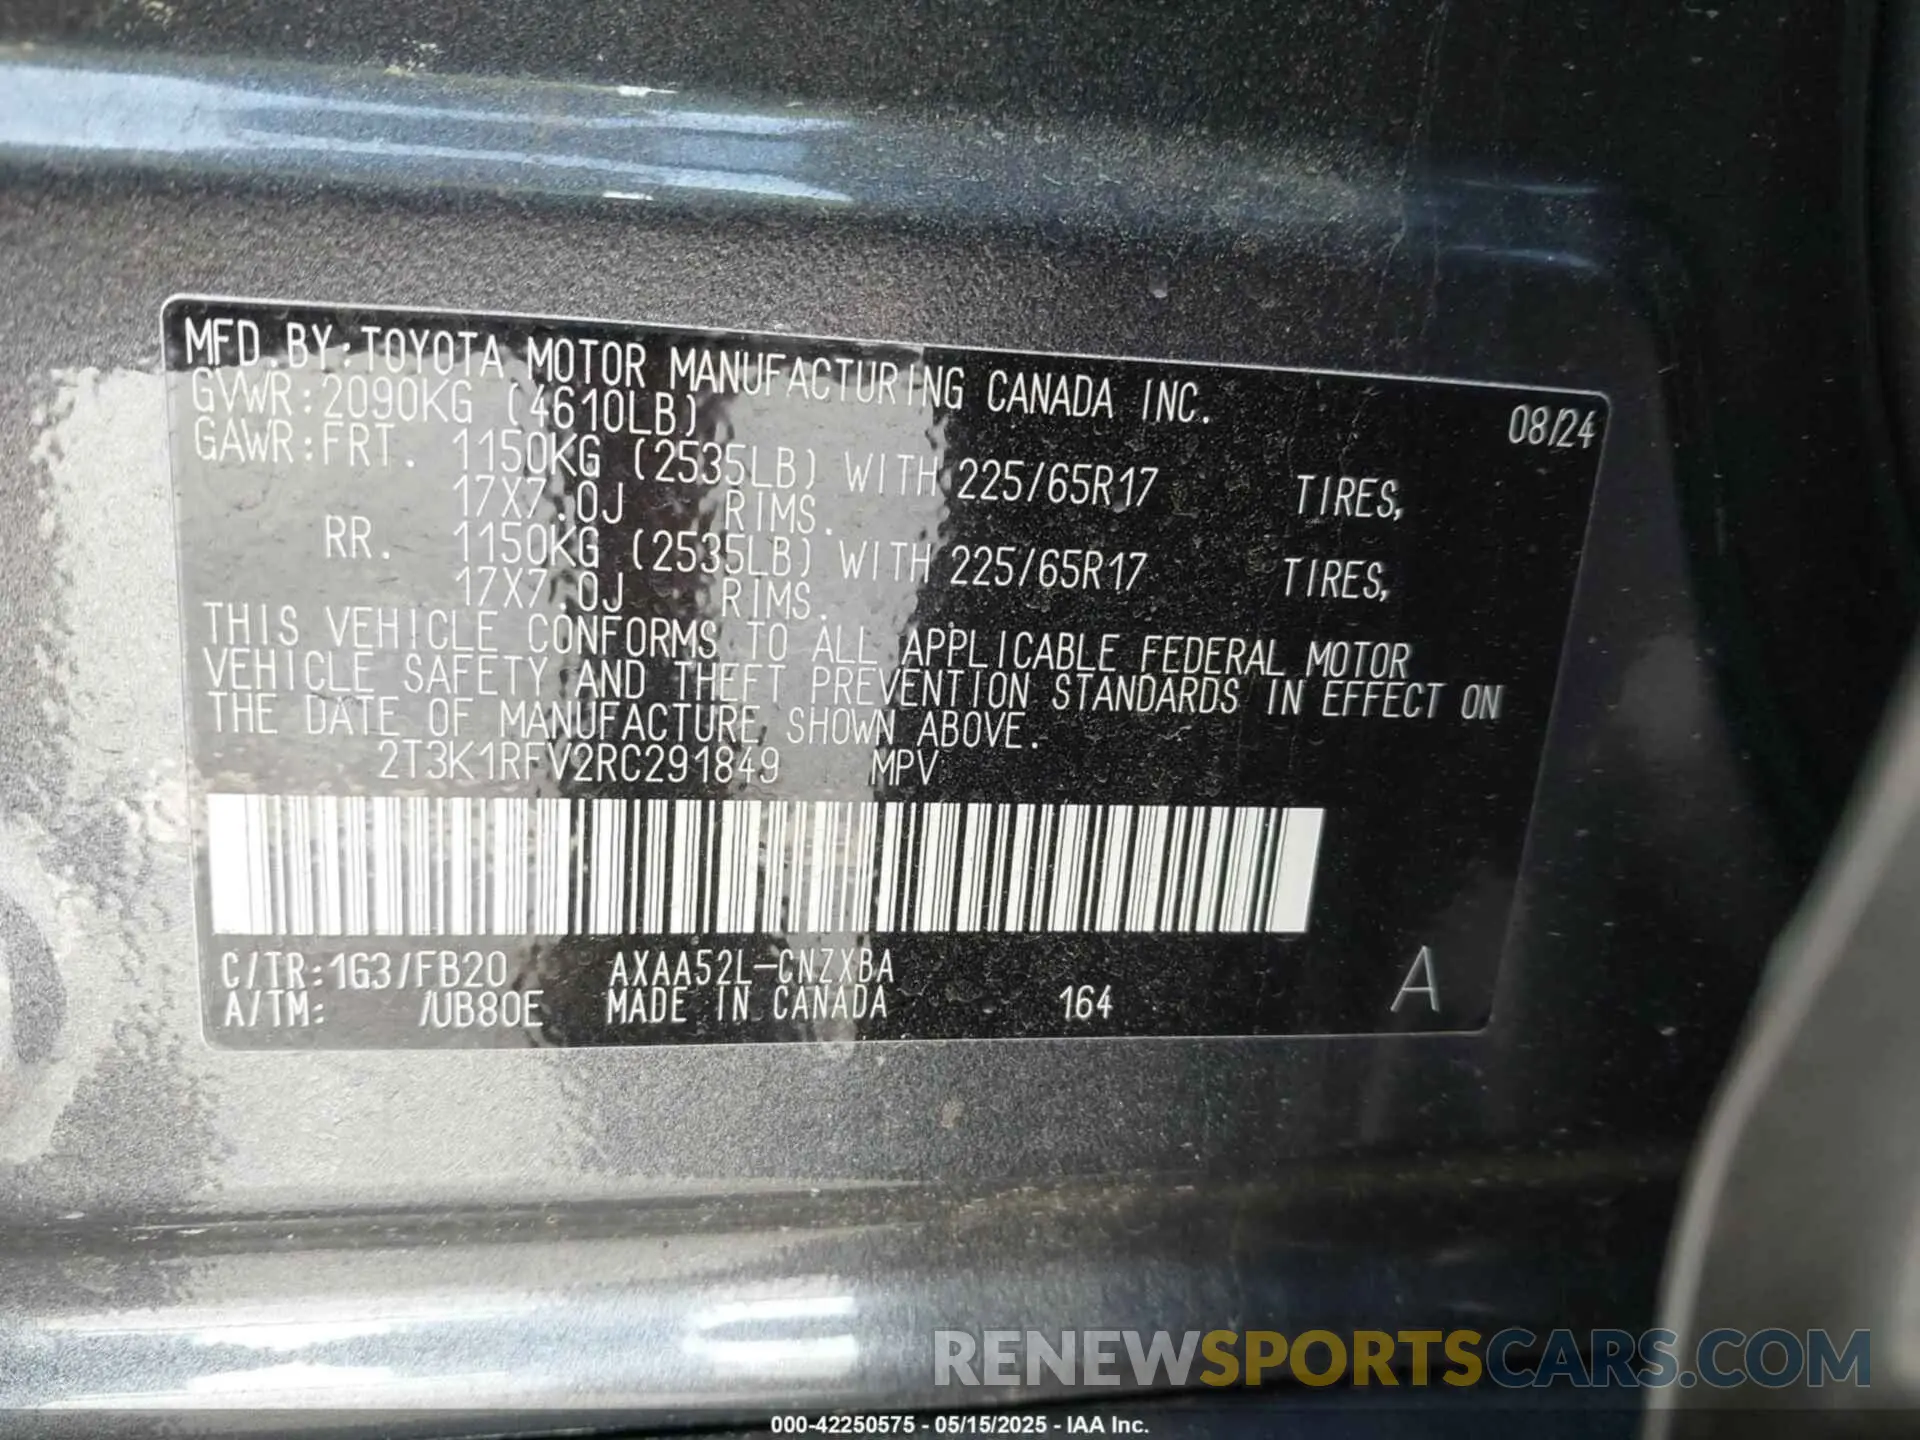 MFD.BY:TOYOTA MOTOR MANUFACTURING CANADA INC. 08/24
GVWR:2090KG (4610LB)
GAWR:FRT. 1150KG (2535LB) WITH 225/65R17 TIRES,
17X7.0J RIMS.
RR. 1150KG (2535LB) WITH 225/65R17 TIRES,
17X7.0J RIMS.
THIS VEHICLE CONFORMS TO ALL APPLICABLE FEDERAL MOTOR
VEHICLE SAFETY AND THEFT PREVENTION STANDARDS IN EFFECT ON
THE DATE OF MANUFACTURE SHOWN ABOVE.
2T3K1RFV2RC291849 MPV
C/TR:1G3/FB20 AXAA52L-CNZXBA
A/TM: /UB80E MADE IN CANADA 164 A
RENEWSPORTSCARS.COM
000-42250575 - 05/15/2025 - IAA Inc.